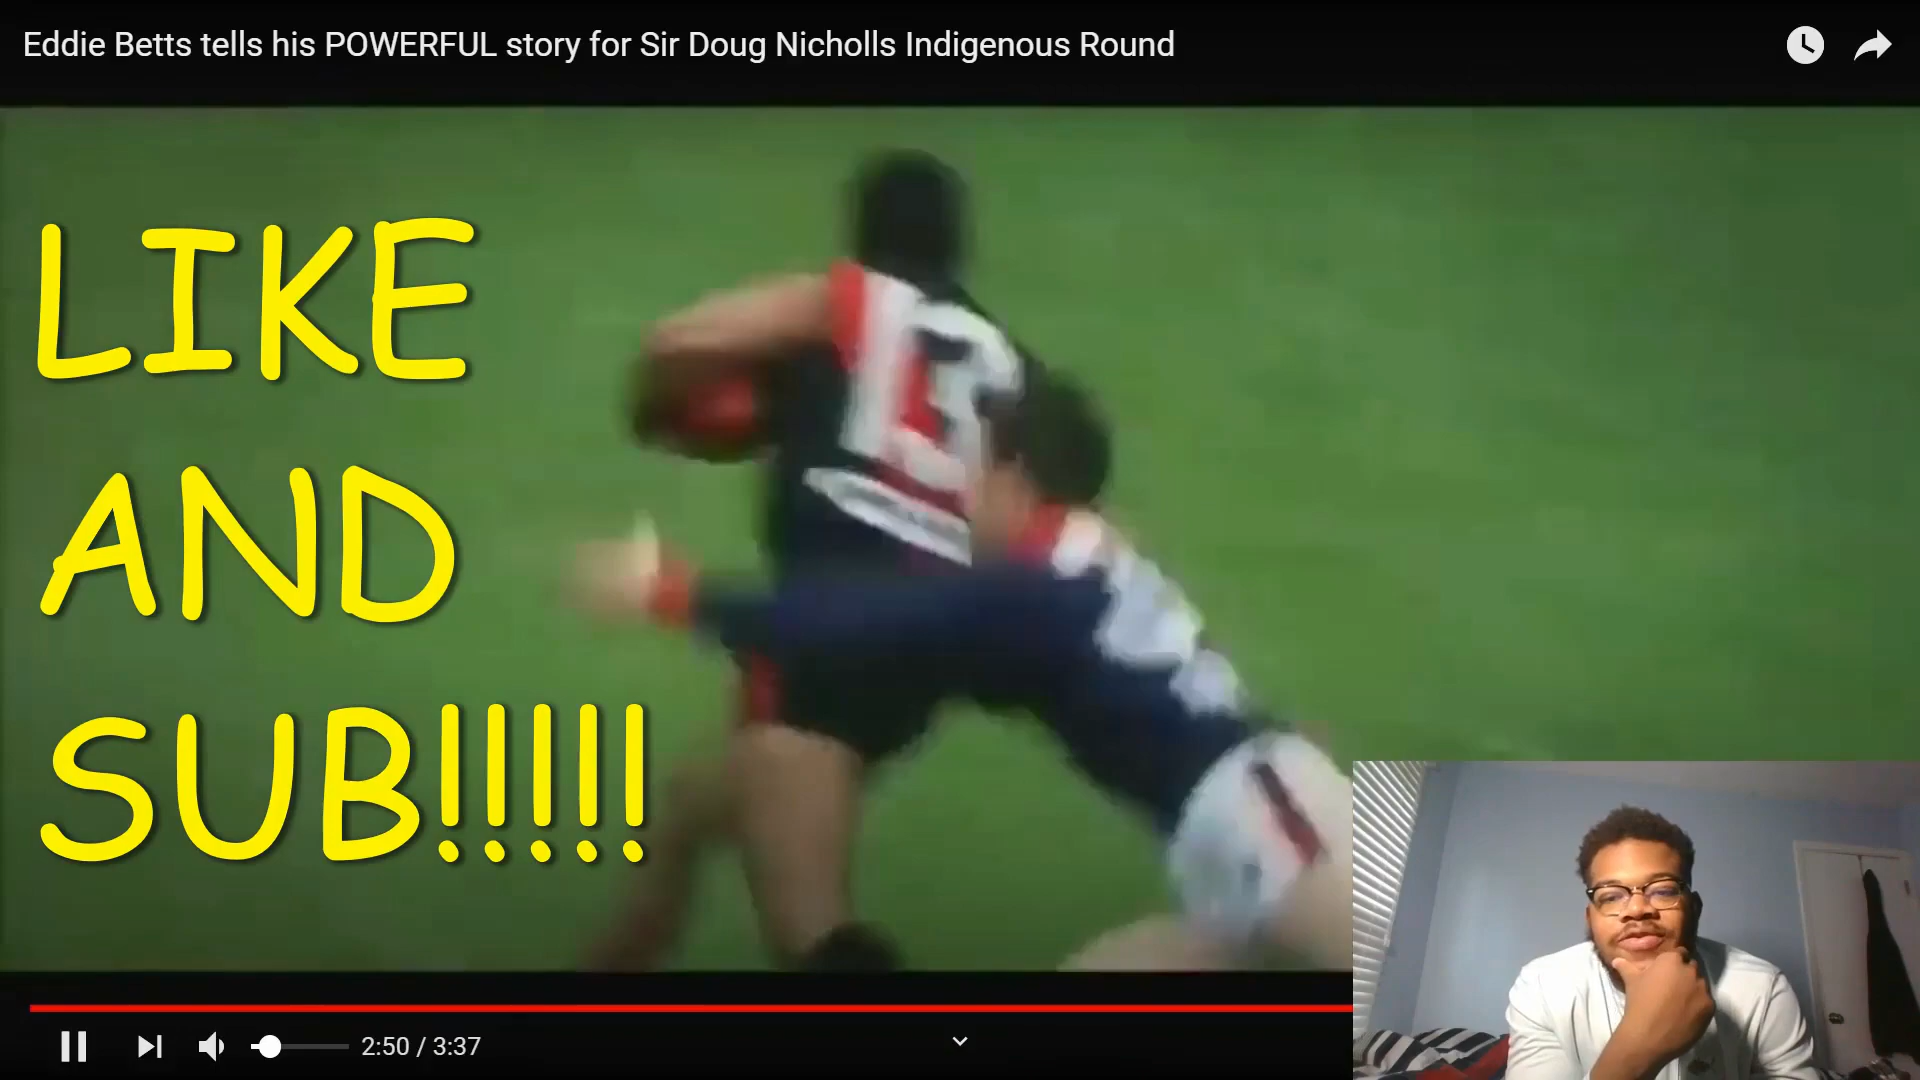 Eddie Betts tells his POWERFUL story for Sir Doug Nicholls Indigenous Round
LIKE
AND
SUB!!!!!
2:50 / 3:37